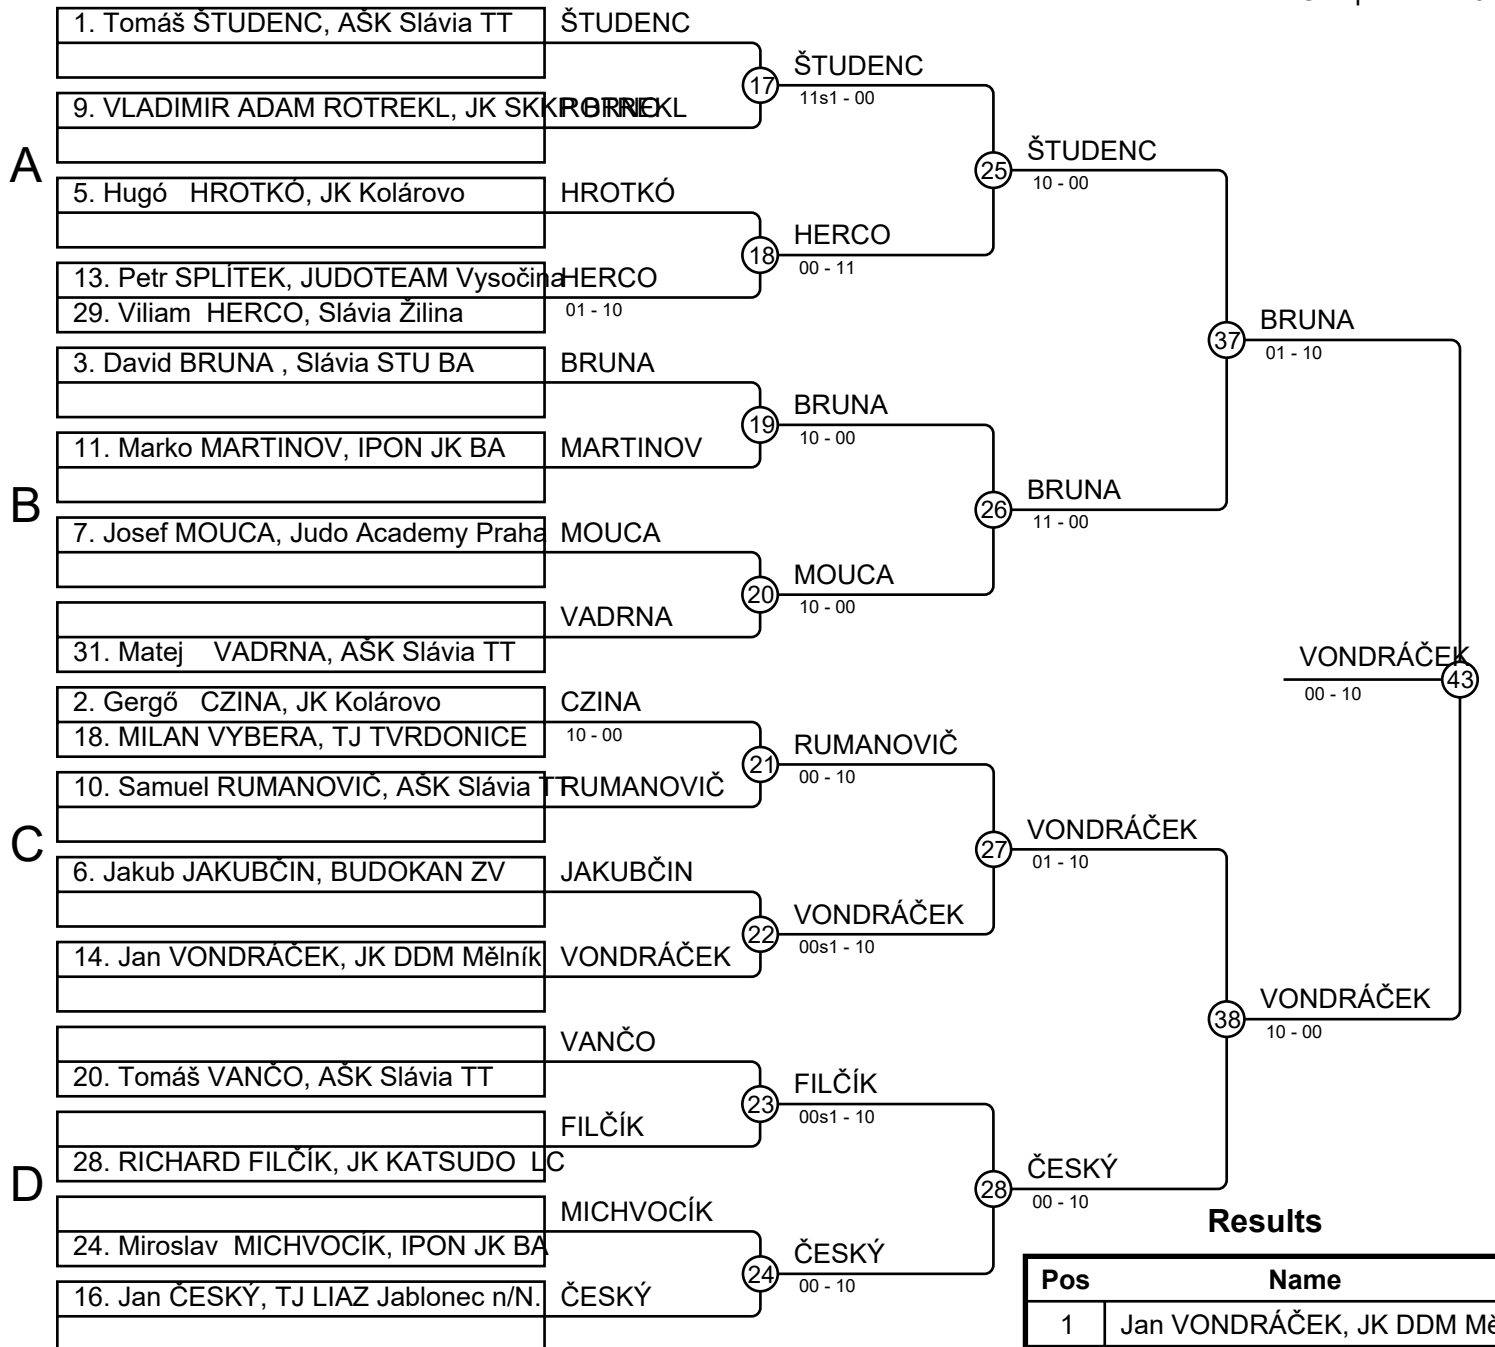 1. Tomáš ŠTUDENC, AŠK Slávia TT
ŠTUDENC
17
ŠTUDENC
11s1 - 00
9. VLADIMIR ADAM ROTREKL, JK SKKP BRNO
ROTREKL
A
25
ŠTUDENC
10 - 00
5. Hugó HROTKÓ, JK Kolárovo
HROTKÓ
18
HERCO
00 - 11
13. Petr SPLÍTEK, JUDOTEAM Vysočina
HERCO
29. Viliam HERCO, Slávia Žilina
01 - 10
37
BRUNA
01 - 10
3. David BRUNA , Slávia STU BA
BRUNA
19
BRUNA
10 - 00
11. Marko MARTINOV, IPON JK BA
MARTINOV
B
26
BRUNA
11 - 00
7. Josef MOUCA, Judo Academy Praha
MOUCA
20
MOUCA
10 - 00
VADRNA
31. Matej VADRNA, AŠK Slávia TT
VONDRÁČEK
43
00 - 10
2. Gergő CZINA, JK Kolárovo
CZINA
18. MILAN VYBERA, TJ TVRDONICE
10 - 00
21
RUMANOVIČ
00 - 10
10. Samuel RUMANOVIČ, AŠK Slávia TT
RUMANOVIČ
C
27
VONDRÁČEK
01 - 10
6. Jakub JAKUBČIN, BUDOKAN ZV
JAKUBČIN
22
VONDRÁČEK
00s1 - 10
14. Jan VONDRÁČEK, JK DDM Mělník
VONDRÁČEK
38
VONDRÁČEK
10 - 00
VANČO
20. Tomáš VANČO, AŠK Slávia TT
23
FILČÍK
00s1 - 10
FILČÍK
28. RICHARD FILČÍK, JK KATSUDO LC
D
28
ČESKÝ
00 - 10
MICHVOCÍK
24. Miroslav MICHVOCÍK, IPON JK BA
24
ČESKÝ
00 - 10
16. Jan ČESKÝ, TJ LIAZ Jablonec n/N.
ČESKÝ
Results
Pos Name
1 Jan VONDRÁČEK, JK DDM Mě